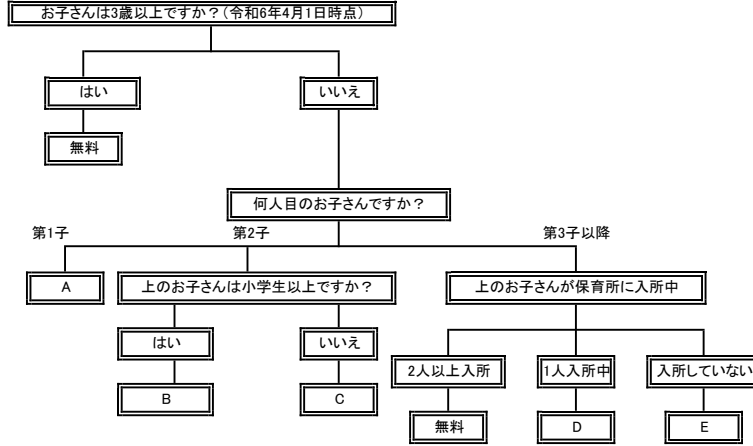 お子さんは3歳以上ですか？(令和6年4月1日時点)
はい
いいえ
無料
何人目のお子さんですか？
第1子
第2子
第3子以降
A
上のお子さんは小学生以上ですか？
上のお子さんが保育所に入所中
はい
いいえ
2人以上入所
1人入所中
入所していない
B
C
無料
D
E